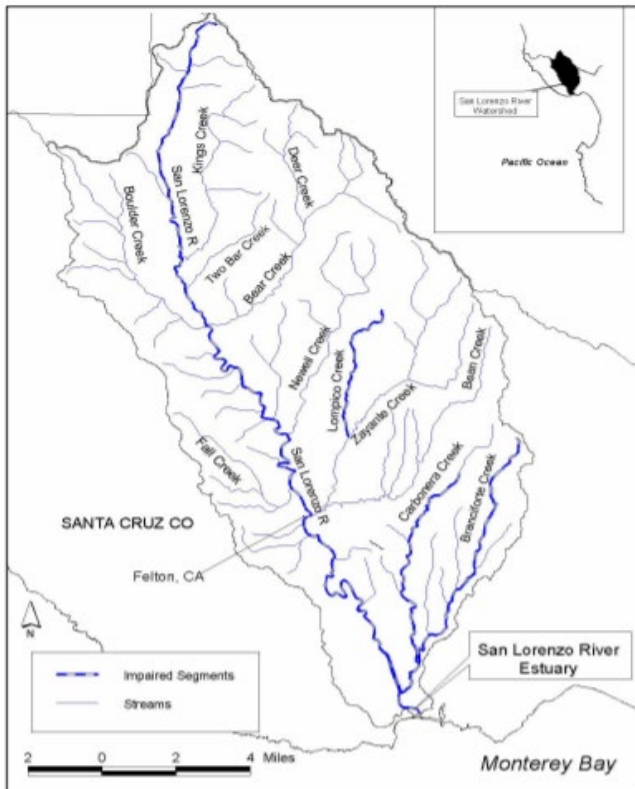 San Lorenzo River
Watershed
Pacific Ocean
Kings Creek
Deer Creek
San Lorenzo R
Boulder Creek
Two Bar Creek
Bear Creek
Newell Creek
Lompico Creek
Bean Creek
Zayante Creek
Fall Creek
San Lorenzo R
Carbonera Creek
Branciforte Creek
SANTA CRUZ CO
Felton, CA
N
San Lorenzo River
Estuary
Impaired Segments
Streams
2 0 2 4 Miles
Monterey Bay